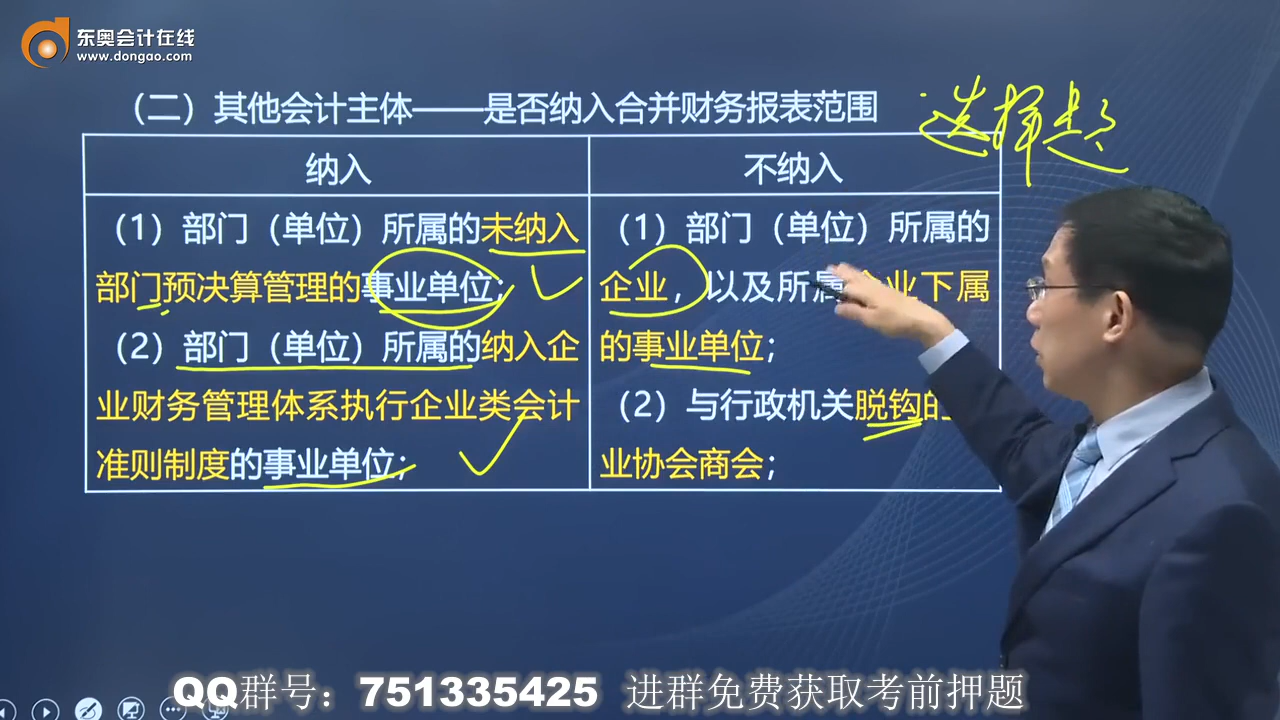 东奥会计在线
www.dongao.com
（二）其他会计主体——是否纳入合并财务报表范围
选择题
纳入
不纳入
（1）部门（单位）所属的未纳入
部门预决算管理的事业单位；
（2）部门（单位）所属的纳入企
业财务管理体系执行企业类会计
准则制度的事业单位；
（1）部门（单位）所属的
企业，以及所属企业下属
的事业单位；
（2）与行政机关脱钩的
业协会商会；
QQ群号：751335425 进群免费获取考前押题